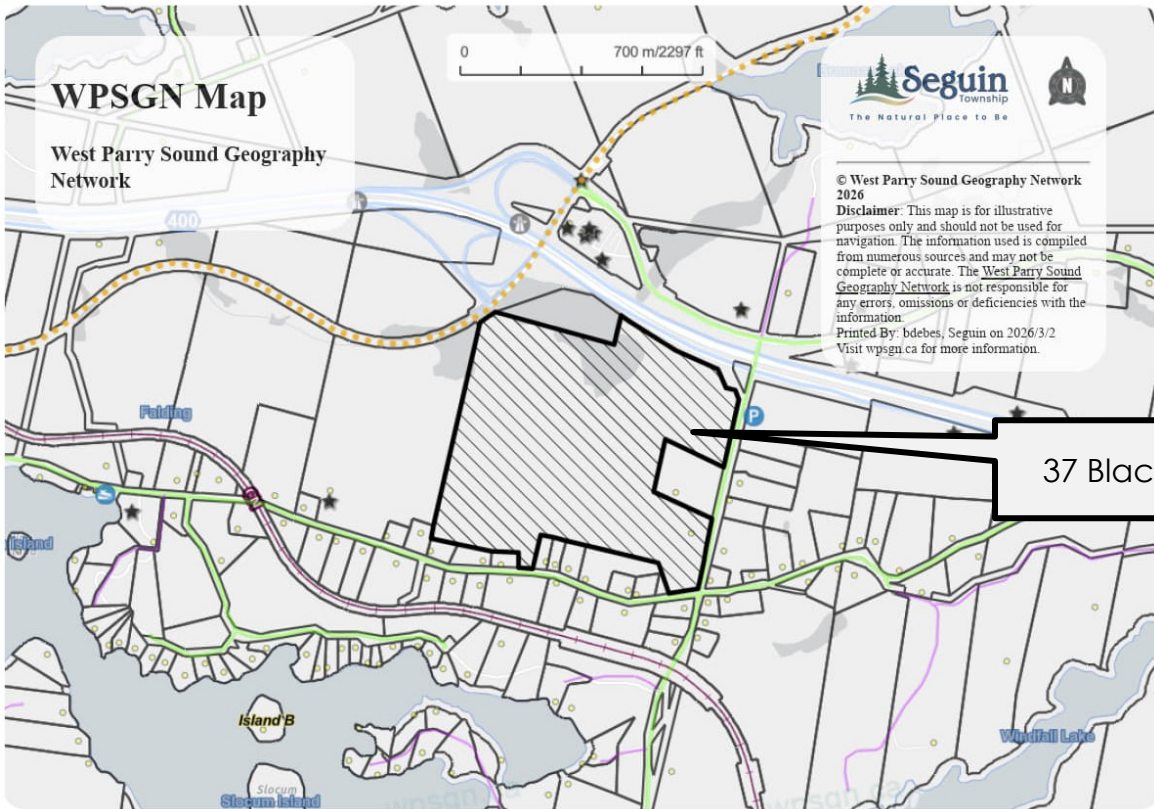 WPSGN Map
West Parry Sound Geography
Network
0 700 m/2297 ft
Seguin
Township
The Natural Place to Be
N
© West Parry Sound Geography Network
2026
Disclaimer: This map is for illustrative
purposes only and should not be used for
navigation. The information used is compiled
from numerous sources and may not be
complete or accurate. The West Parry Sound
Geography Network is not responsible for
any errors, omissions or deficiencies with the
information.
Printed By: bdebes, Seguin on 2026/3/2
Visit wpsgn.ca for more information.
400
Falding
P
37 Blac
Island
Island B
Slocum
Slocum Island
Windfall Lake
wpsgn.ca
wpsgn.ca